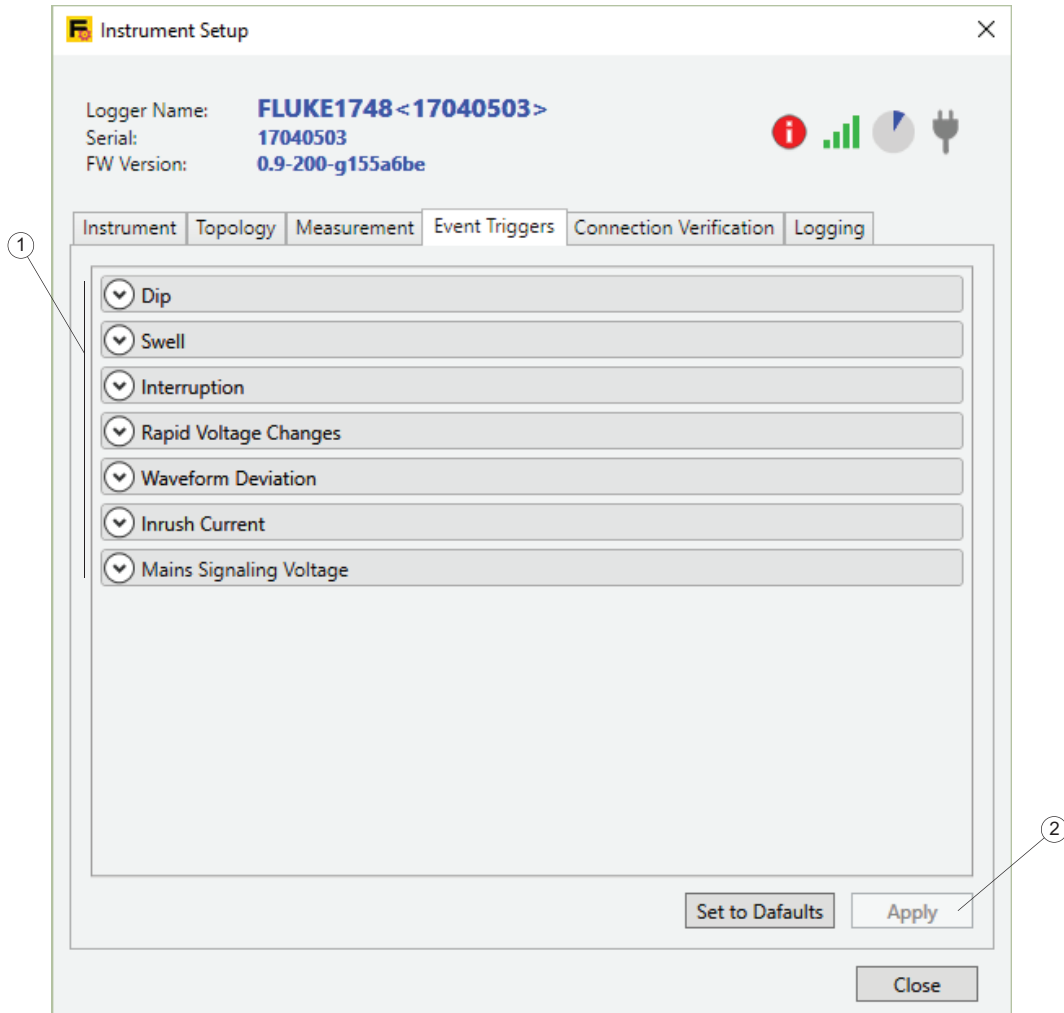 Instrument Setup
Logger Name: FLUKE1748<17040503>
Serial: 17040503
FW Version: 0.9-200-g155a6be
Instrument Topology Measurement Event Triggers Connection Verification Logging
1
Dip
Swell
Interruption
Rapid Voltage Changes
Waveform Deviation
Inrush Current
Mains Signaling Voltage
2
Set to Dafaults Apply
Close